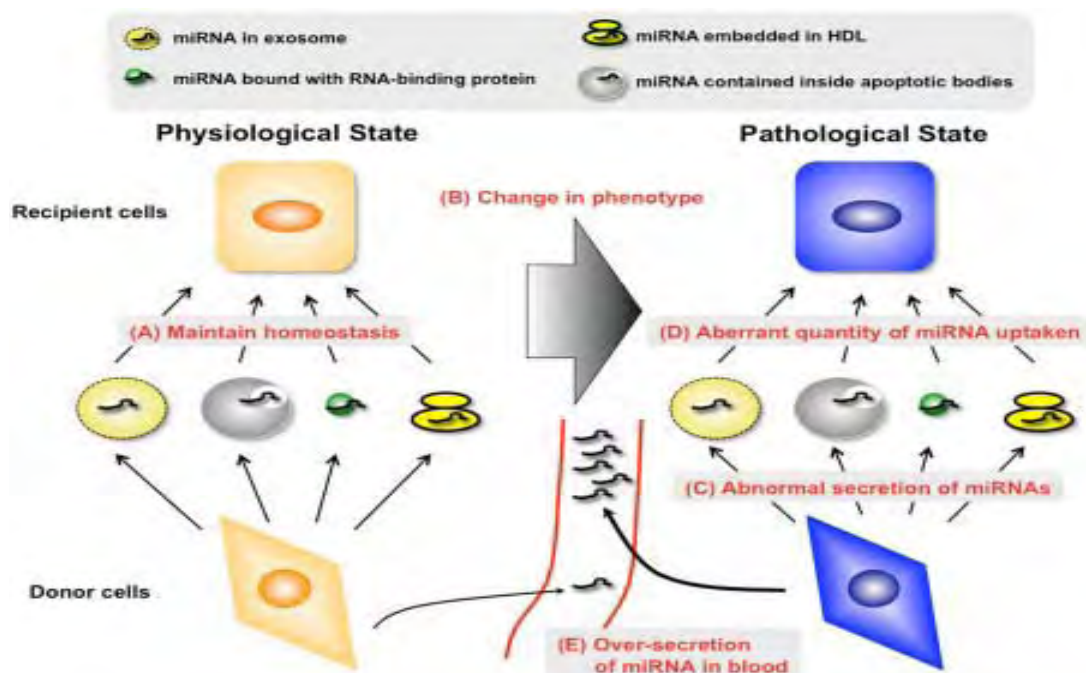 miRNA in exosome
miRNA embedded in HDL
miRNA bound with RNA-binding protein
miRNA contained inside apoptotic bodies
Physiological State
Pathological State
Recipient cells
(B) Change in phenotype
(A) Maintain homeostasis
(D) Aberrant quantity of miRNA uptaken
(C) Abnormal secretion of miRNAs
Donor cells
(E) Over-secretion
of miRNA in blood